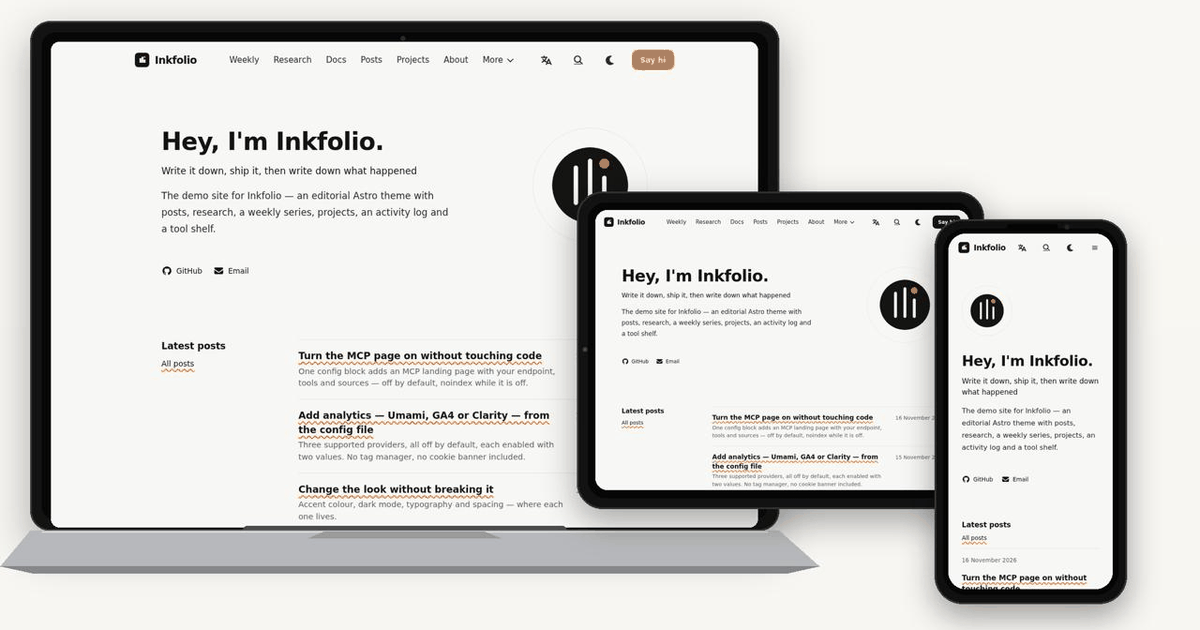 Inkfolio
Weekly Research Docs Posts Projects About More
Say hi
Hey, I'm Inkfolio.
Write it down, ship it, then write down what happened
The demo site for Inkfolio — an editorial Astro theme with
posts, research, a weekly series, projects, an activity log and
a tool shelf.
GitHub Email
Latest posts
All posts
Turn the MCP page on without touching code
One config block adds an MCP landing page with your endpoint,
tools and sources — off by default, noindex while it is off.
Add analytics — Umami, GA4 or Clarity — from
the config file
Three supported providers, all off by default, each enabled with
two values. No tag manager, no cookie banner included.
Change the look without breaking it
Accent colour, dark mode, typography and spacing — where each
one lives.
Inkfolio
Weekly Research Docs Posts Projects About More
Say
Hey, I'm Inkfolio.
Write it down, ship it, then write down what happened
The demo site for Inkfolio — an editorial Astro theme with
posts, research, a weekly series, projects, an activity log and
a tool shelf.
GitHub Email
Latest posts
All posts
Turn the MCP page on without touching code
16 November
One config block adds an MCP landing page with your endpoint,
tools and sources — off by default, noindex while it is off.
Add analytics — Umami, GA4 or Clarity — from
the config file
15 November
Three supported providers, all off by default, each enabled with
two values. No tag manager, no cookie banner included.
Inkfolio
Hey, I'm Inkfolio.
Write it down, ship it, then write down
what happened
The demo site for Inkfolio — an
editorial Astro theme with posts,
research, a weekly series, projects, an
activity log and a tool shelf.
GitHub Email
Latest posts
All posts
16 November 2026
Turn the MCP page on without
touching code